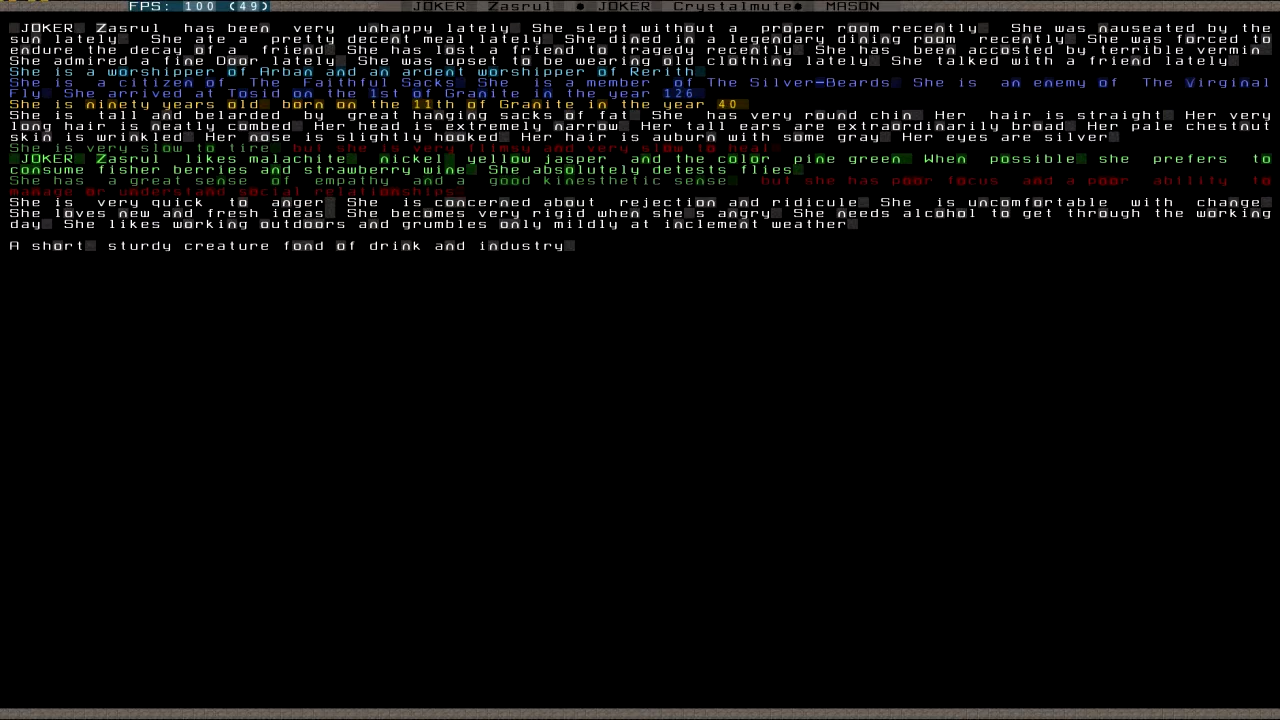 FPS: 100 (49) JOKER Zasrul JOKER Crystalmute MASON
JOKER Zasrul has been very unhappy lately She slept without a proper room recently She was nauseated by the
sun lately She ate a pretty decent meal lately She dined in a legendary dining room recently She was forced to
endure the decay of a friend She has lost a friend to tragedy recently She has been accosted by terrible vermin
She admired a fine Door lately She was upset to be wearing old clothing lately She talked with a friend lately
She is a worshipper of Arban and an ardent worshipper of Rerith
She is a citizen of The Faithful Sacks She is a member of The Silver-Beards She is an enemy of The Virginal
Fly She arrived at Tosid on the 1st of Granite in the year 126
She is ninety years old born on the 11th of Granite in the year 40
She is tall and belarded by great hanging sacks of fat She has very round chin Her hair is straight Her very
long hair is neatly combed Her head is extremely narrow Her tall ears are extraordinarily broad Her pale chestnut
skin is wrinkled Her nose is slightly hooked Her hair is auburn with some gray Her eyes are silver
She is very slow to tire but she is very flimsy and very slow to heal
JOKER Zasrul likes malachite nickel yellow jasper and the color pine green When possible she prefers to
consume fisher berries and strawberry wine She absolutely detests flies
She has a great sense of empathy and a good kinesthetic sense but she has poor focus and a poor ability to
manage or understand social relationships
She is very quick to anger She is concerned about rejection and ridicule She is uncomfortable with change
She loves new and fresh ideas She becomes very rigid when she s angry She needs alcohol to get through the working
day She likes working outdoors and grumbles only mildly at inclement weather
A short sturdy creature fond of drink and industry